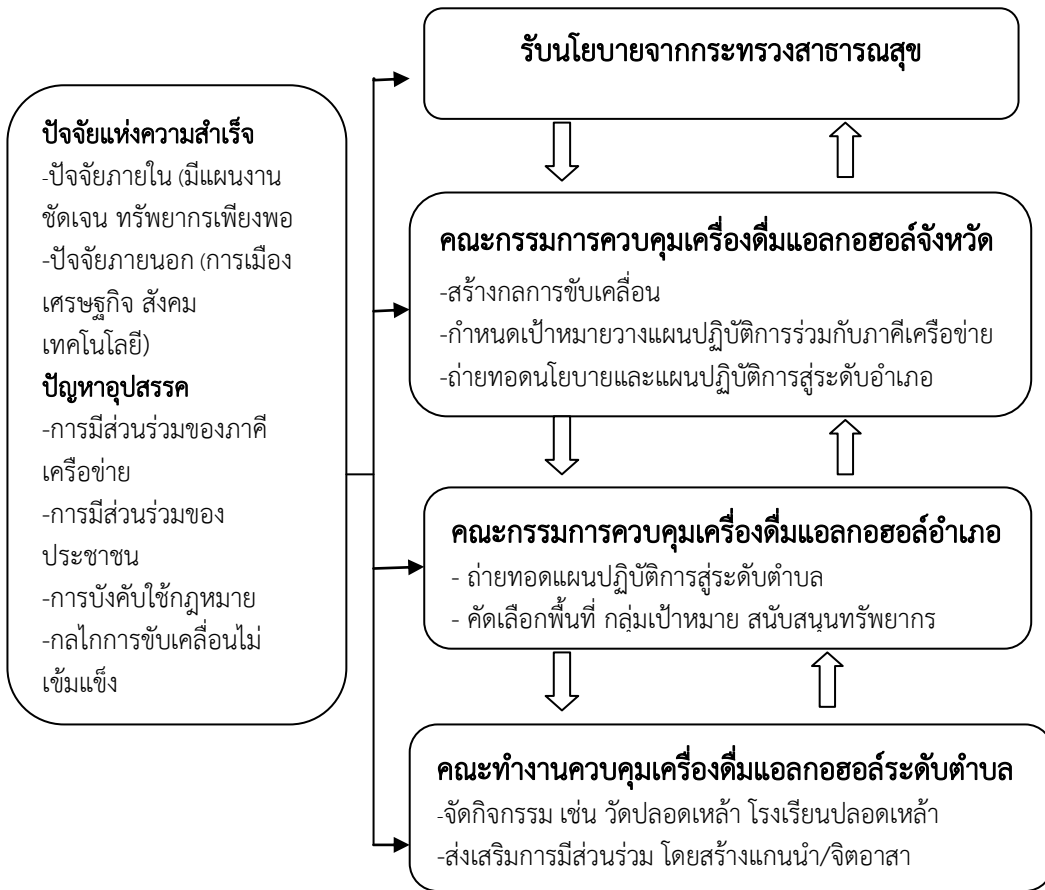 รับนโยบายจากกระทรวงสาธารณสุข
ปัจจัยแห่งความสำเร็จ
-ปัจจัยภายใน (มีแผนงาน
ชัดเจน ทรัพยากรเพียงพอ
-ปัจจัยภายนอก (การเมือง
เศรษฐกิจ สังคม
เทคโนโลยี)
ปัญหาอุปสรรค
-การมีส่วนร่วมของภาคี
เครือข่าย
-การมีส่วนร่วมของ
ประชาชน
-การบังคับใช้กฎหมาย
-กลไกการขับเคลื่อนไม่
เข้มแข็ง
คณะกรรมการควบคุมเครื่องดื่มแอลกอฮอล์จังหวัด
-สร้างกลการขับเคลื่อน
-กำหนดเป้าหมายวางแผนปฏิบัติการร่วมกับภาคีเครือข่าย
-ถ่ายทอดนโยบายและแผนปฏิบัติการสู่ระดับอำเภอ
คณะกรรมการควบคุมเครื่องดื่มแอลกอฮอล์อำเภอ
- ถ่ายทอดแผนปฏิบัติการสู่ระดับตำบล
- คัดเลือกพื้นที่ กลุ่มเป้าหมาย สนับสนุนทรัพยากร
คณะทำงานควบคุมเครื่องดื่มแอลกอฮอล์ระดับตำบล
-จัดกิจกรรม เช่น วัดปลอดเหล้า โรงเรียนปลอดเหล้า
-ส่งเสริมการมีส่วนร่วม โดยสร้างแกนนำ/จิตอาสา